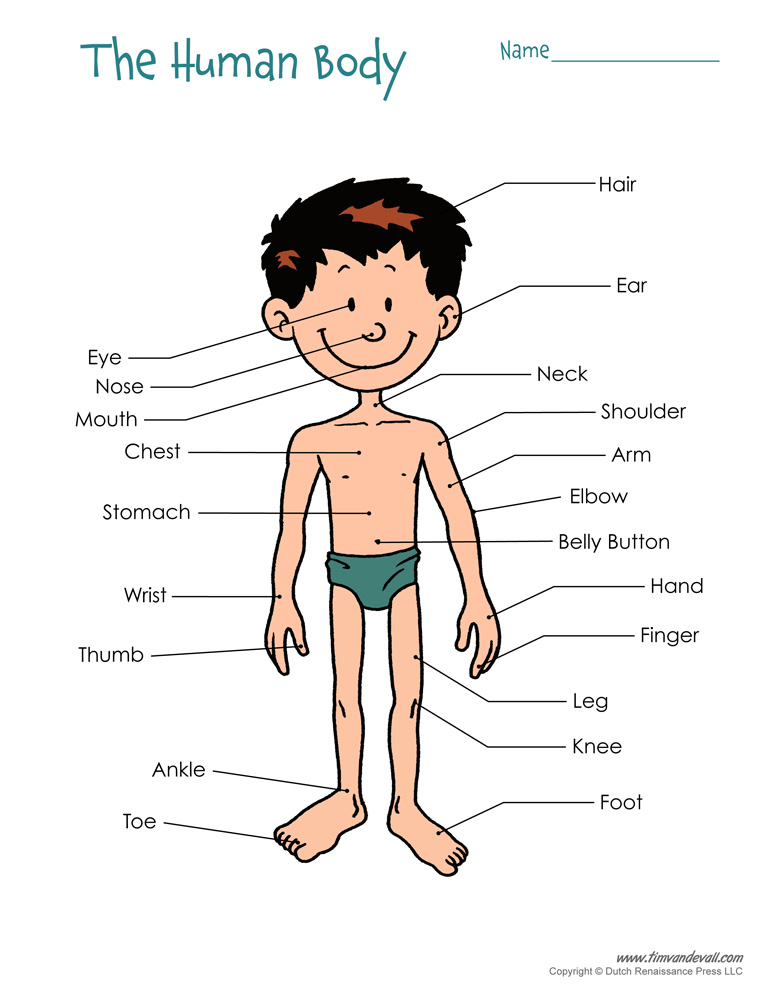 The Human Body
Name
Hair
Ear
Eye
Nose
Mouth
Neck
Shoulder
Chest
Arm
Elbow
Stomach
Belly Button
Wrist
Hand
Finger
Thumb
Leg
Knee
Ankle
Foot
Toe
www.timvandevall.com
Copyright © Dutch Renaissance Press LLC